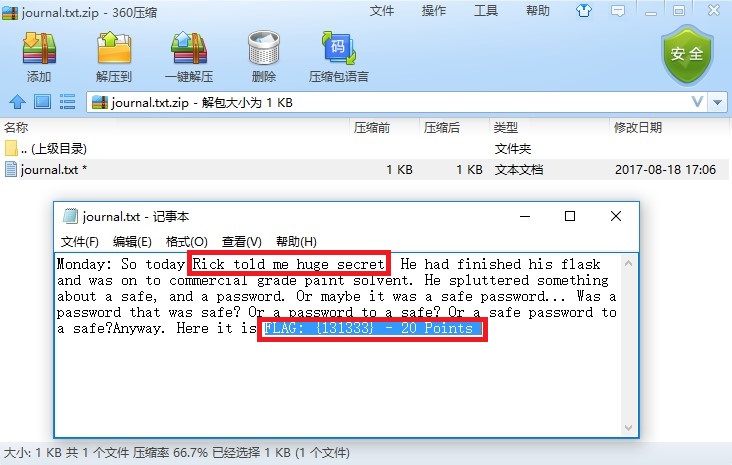 journal.txt.zip - 360压缩
文件 操作 工具 帮助
添加 解压到 一键解压 删除 压缩包语言
码
安全
journal.txt.zip - 解包大小为 1 KB
名称 压缩前 压缩后 类型 修改日期
.. (上级目录) 文件夹
journal.txt * 1 KB 1 KB 文本文档 2017-08-18 17:06
journal.txt - 记事本
文件(F) 编辑(E) 格式(O) 查看(V) 帮助(H)
Monday: So today Rick told me huge secret. He had finished his flask
and was on to commercial grade paint solvent. He spluttered something
about a safe, and a password. Or maybe it was a safe password... Was a
password that was safe? Or a password to a safe? Or a safe password to
a safe?Anyway. Here it is FLAG: {131333} - 20 Points
大小: 1 KB 共 1 个文件 压缩率 66.7% 已经选择 1 KB (1 个文件)